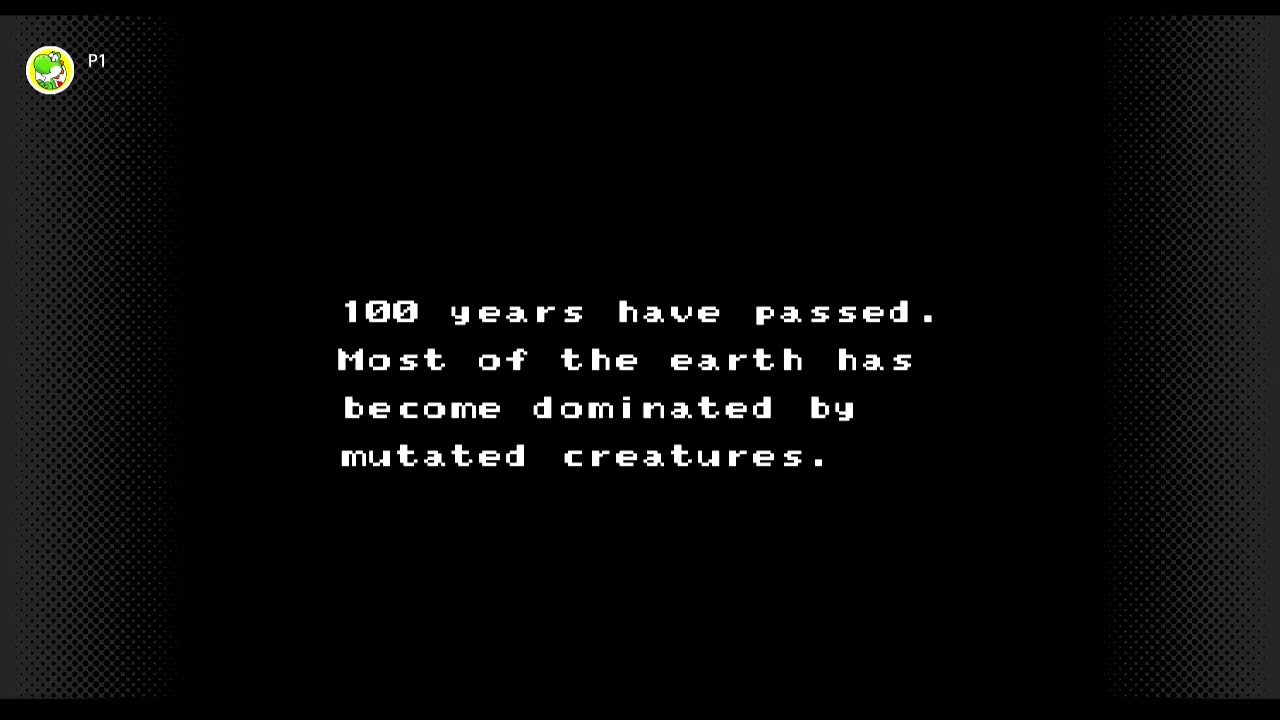 P1
100 years have passed.
Most of the earth has
become dominated by
mutated creatures.